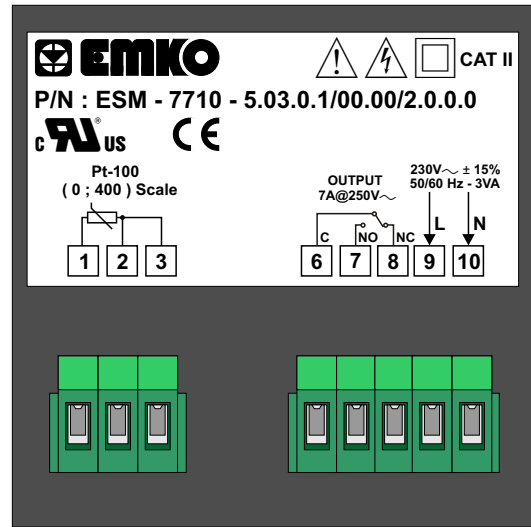 EMKO
CAT II
P/N : ESM - 7710 - 5.03.0.1/00.00/2.0.0.0
c RU ® US CE
Pt-100
( 0 ; 400 ) Scale
OUTPUT
7A@250V～
230V～ ± 15%
50/60 Hz - 3VA
L N
C NO NC
1 2 3 6 7 8 9 10